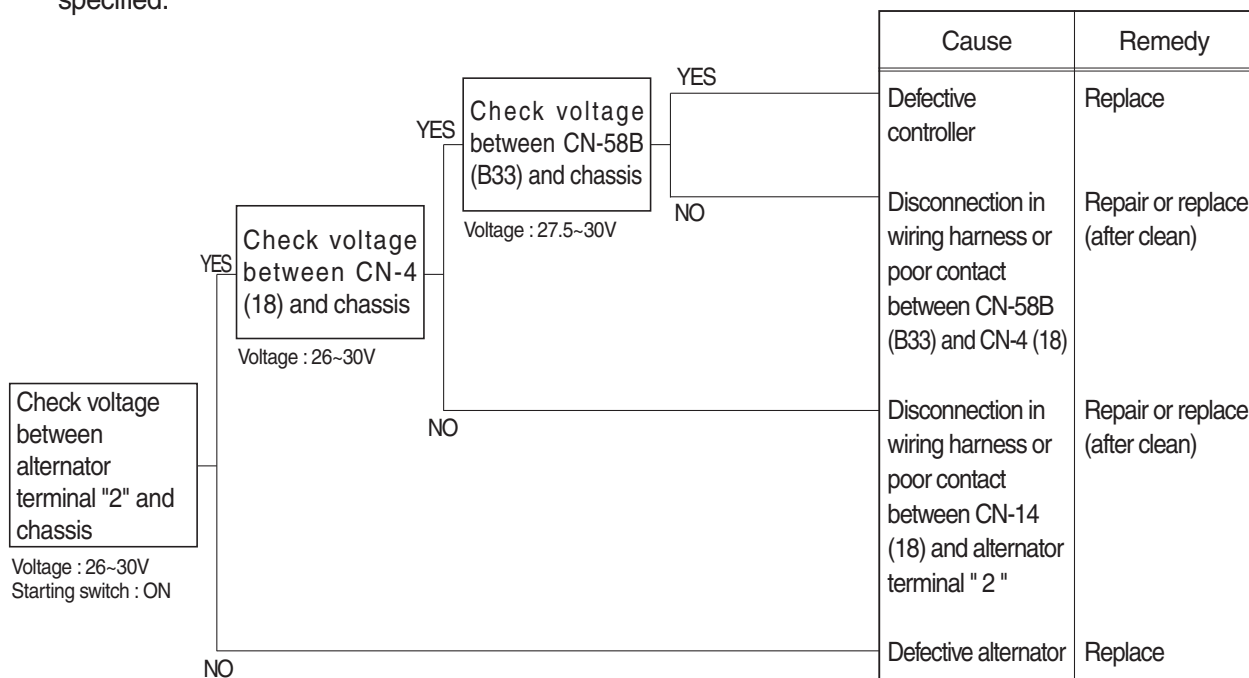 specified.
Cause
Remedy
YES
Check voltage
between CN-58B
(B33) and chassis
Voltage : 27.5~30V
YES
NO
Defective
controller
Replace
Check voltage
between CN-4
(18) and chassis
Voltage : 26~30V
YES
NO
Disconnection in
wiring harness or
poor contact
between CN-58B
(B33) and CN-4 (18)
Repair or replace
(after clean)
Check voltage
between
alternator
terminal "2" and
chassis
Voltage : 26~30V
Starting switch : ON
NO
Disconnection in
wiring harness or
poor contact
between CN-14
(18) and alternator
terminal " 2 "
Repair or replace
(after clean)
Defective alternator
Replace